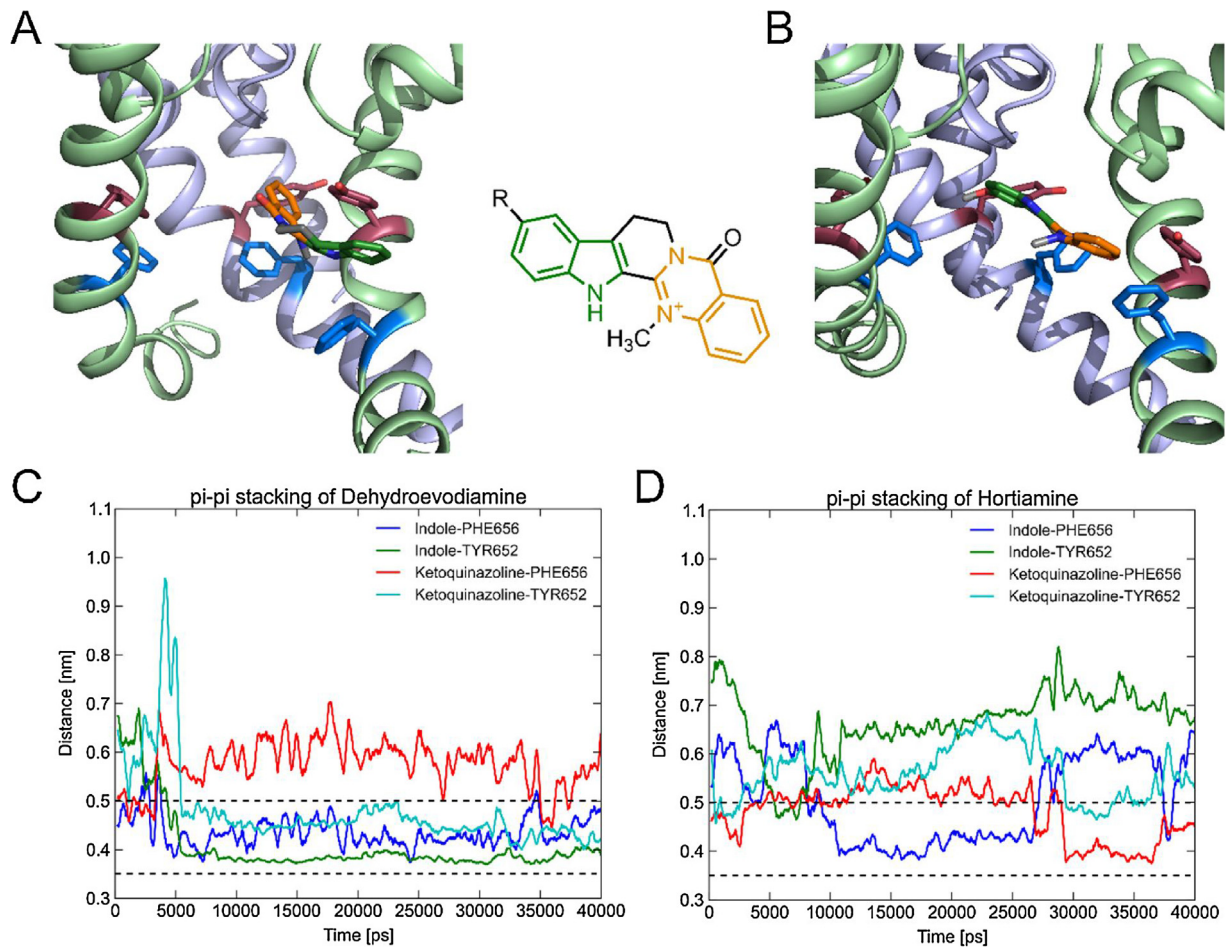 A
B
R
O
N
N
H
N+
H3C
C
D
pi-pi stacking of Dehydroevodiamine
pi-pi stacking of Hortiamine
Indole-PHE656
Indole-TYR652
Ketoquinazoline-PHE656
Ketoquinazoline-TYR652
Distance [nm]
1.1
1.0
0.9
0.8
0.7
0.6
0.5
0.4
0.3
0 5000 10000 15000 20000 25000 30000 35000 40000
Time [ps]
Indole-PHE656
Indole-TYR652
Ketoquinazoline-PHE656
Ketoquinazoline-TYR652
Distance [nm]
1.1
1.0
0.9
0.8
0.7
0.6
0.5
0.4
0.3
0 5000 10000 15000 20000 25000 30000 35000 40000
Time [ps]